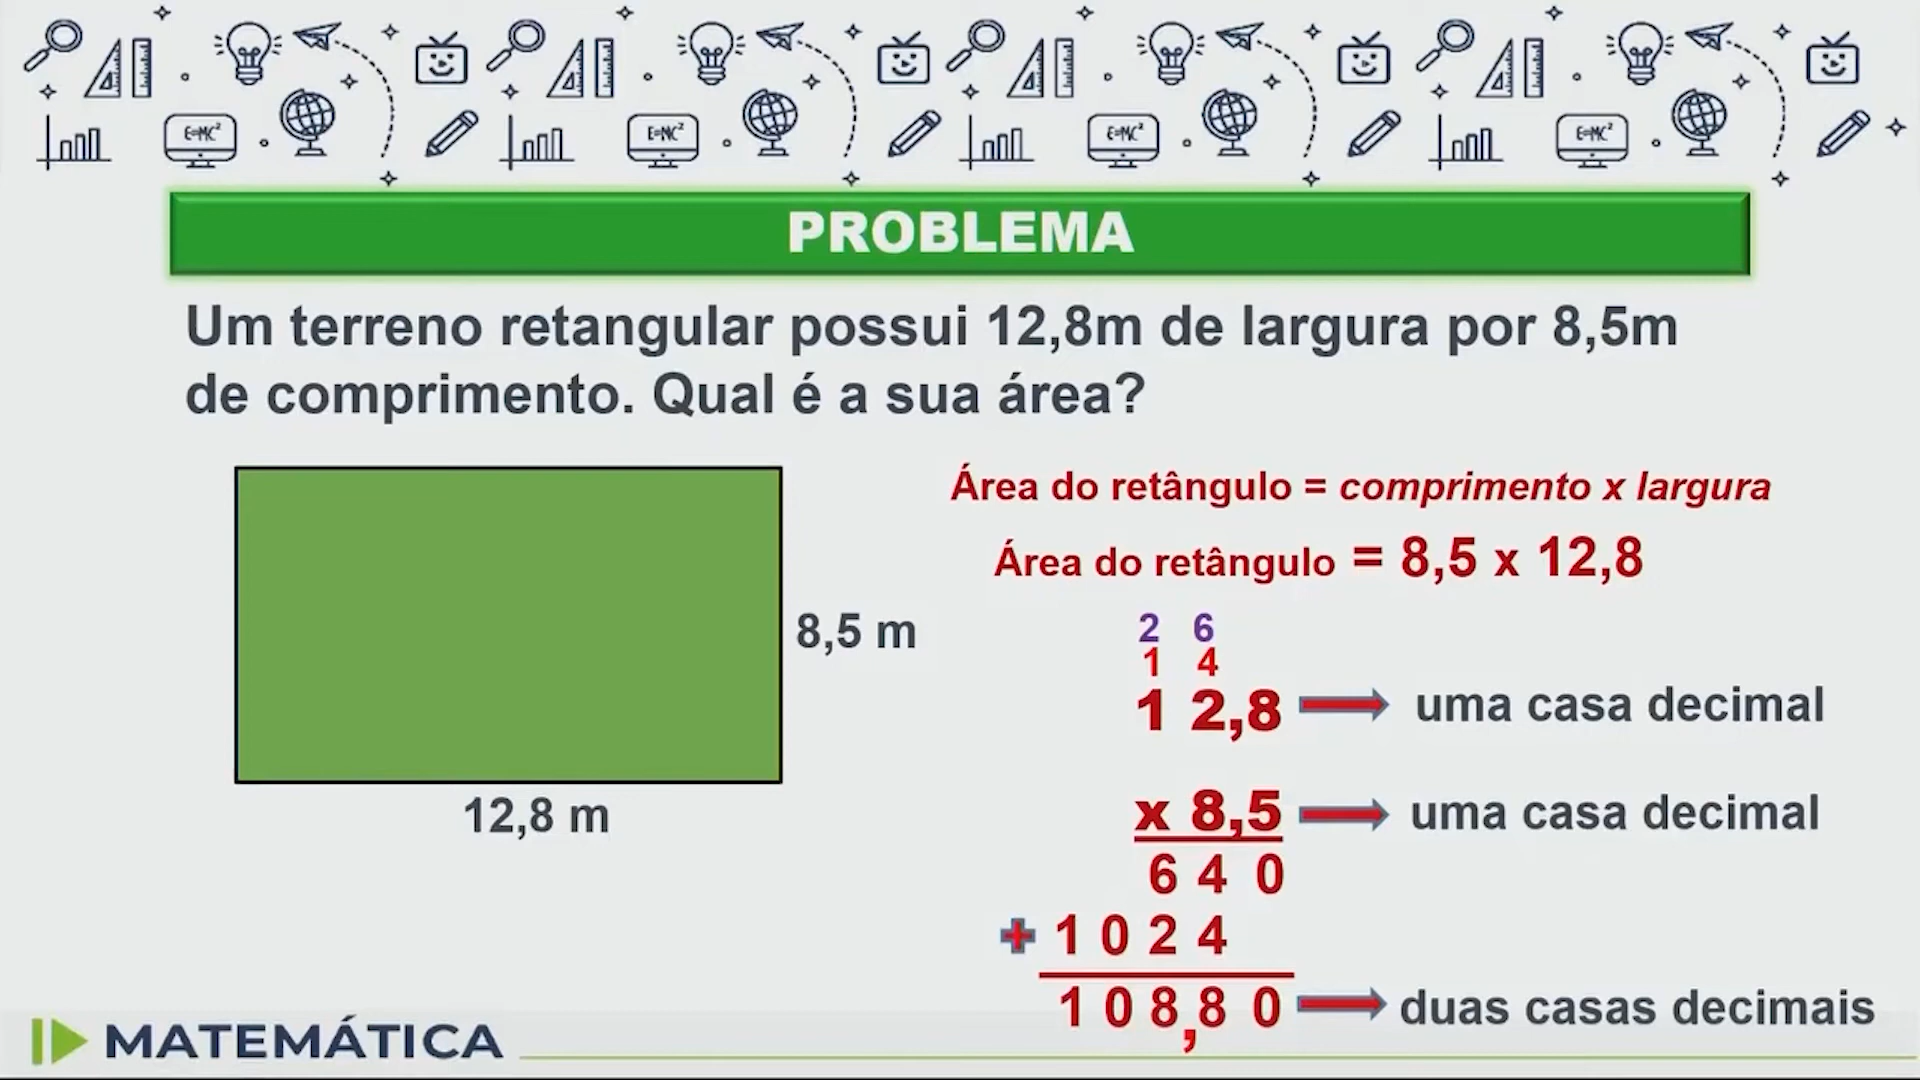 E=MC² E=MC² E=MC² E=MC²
PROBLEMA
Um terreno retangular possui 12,8m de largura por 8,5m
de comprimento. Qual é a sua área?
8,5 m
12,8 m
Área do retângulo = comprimento x largura
Área do retângulo = 8,5 x 12,8
2 6
1 4
1 2,8 uma casa decimal
x 8,5 uma casa decimal
6 4 0
+ 1 0 2 4
1 0 8,8 0 duas casas decimais
MATEMÁTICA